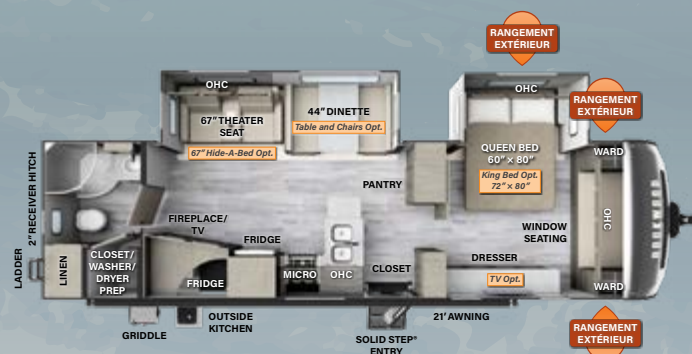 RANGEMENT
EXTÉRIEUR
RANGEMENT
EXTÉRIEUR
OHC
OHC
67" THEATER
SEAT
67" Hide-A-Bed Opt.
44" DINETTE
Table and Chairs Opt.
QUEEN BED
60" × 80"
King Bed Opt.
72" × 80"
WARD
PANTRY
2" RECEIVER HITCH
FIREPLACE/
TV
FRIDGE
WINDOW
SEATING
OHC
LADDER
LINEN
CLOSET/
WASHER/
DRYER
PREP
FRIDGE
MICRO
OHC
CLOSET
DRESSER
TV Opt.
WARD
GRIDDLE
OUTSIDE
KITCHEN
SOLID STEP®
ENTRY
21' AWNING
RANGEMENT
EXTÉRIEUR